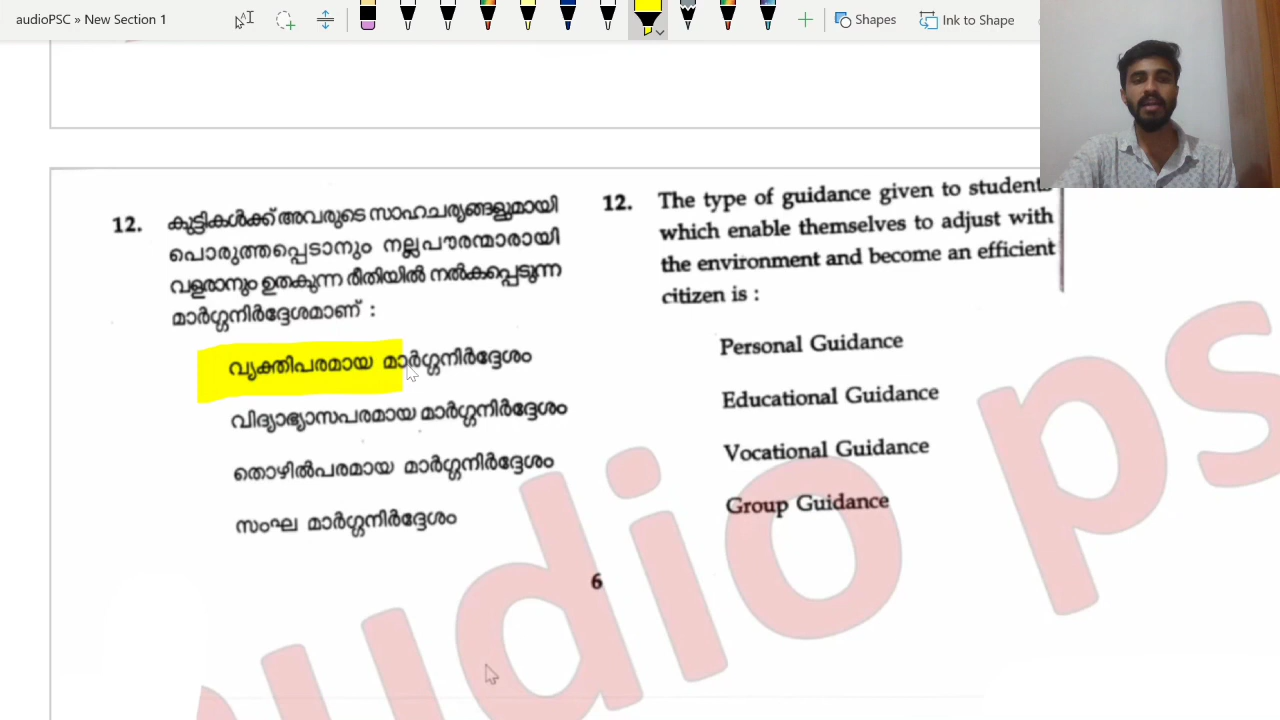 audioPSC » New Section 1
Shapes
Ink to Shape
12. കുട്ടികൾക്ക് അവരുടെ സാഹചര്യങ്ങളുമായി
പൊരുത്തപ്പെടാനും നല്ല പൗരന്മാരായി
വളരാനും ഉതകുന്ന രീതിയിൽ നൽകപ്പെടുന്ന
മാർഗ്ഗനിർദ്ദേശമാണ് :
വ്യക്തിപരമായ മാർഗ്ഗനിർദ്ദേശം
വിദ്യാഭ്യാസപരമായ മാർഗ്ഗനിർദ്ദേശം
തൊഴിൽപരമായ മാർഗ്ഗനിർദ്ദേശം
സംഘ മാർഗ്ഗനിർദ്ദേശം
12. The type of guidance given to student
which enable themselves to adjust with
the environment and become an efficient
citizen is :
Personal Guidance
Educational Guidance
Vocational Guidance
Group Guidance
6
audio ps